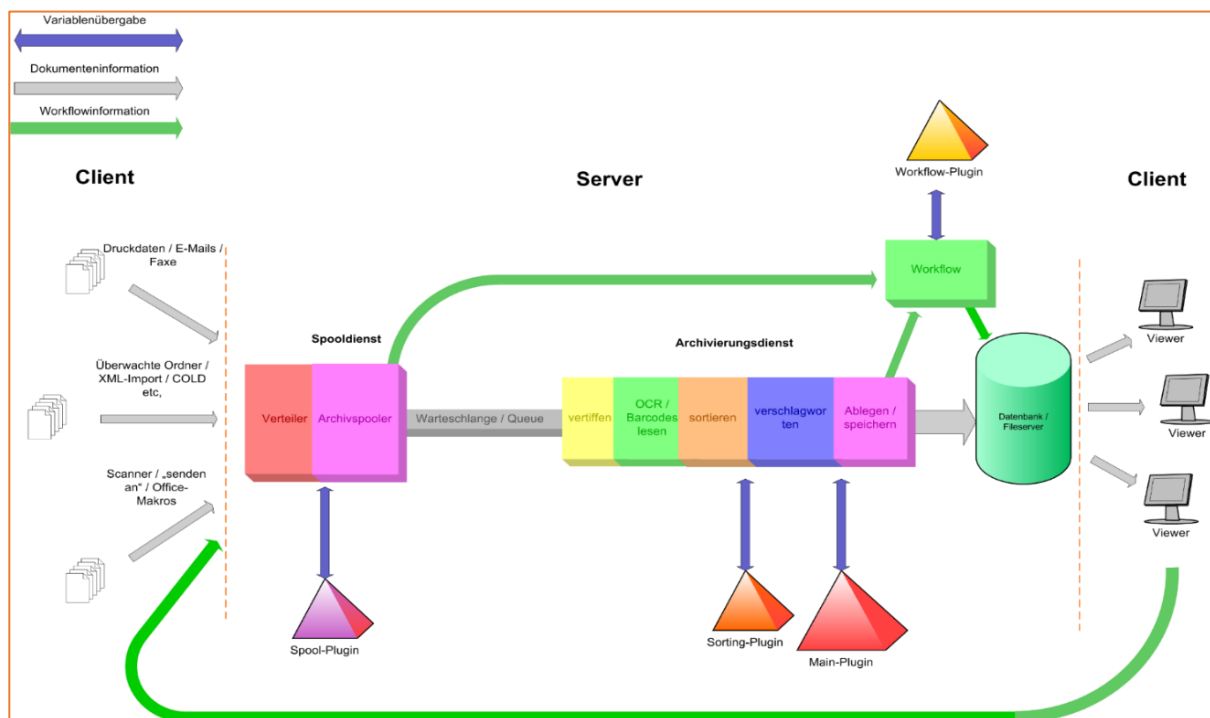 Variablenübergabe
Dokumenteninformation
Workflowinformation
Client
Server
Client
Workflow-Plugin
Druckdaten / E-Mails /
Faxe
Workflow
Spooldienst
Archivierungsdienst
Viewer
Überwachte Ordner /
XML-Import / COLD
etc,
Verteiler
Archivspooler
Warteschlange / Queue
vertiffen
OCR /
Barcodes
lesen
sortieren
verschlagwor
ten
Ablegen /
speichern
Datenbank /
Fileserver
Viewer
Scanner / „senden
an“ / Office-
Makros
Viewer
Spool-Plugin
Sorting-Plugin
Main-Plugin